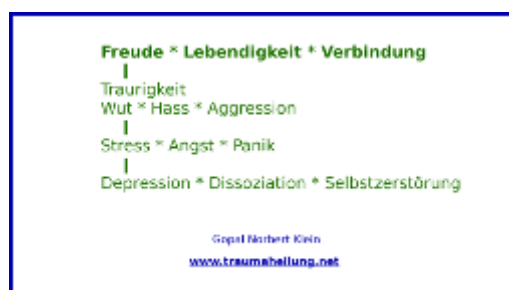 Freude * Lebendigkeit * Verbindung
|
Traurigkeit
Wut * Hass * Aggression
|
Stress * Angst * Panik
|
Depression * Dissoziation * Selbstzerstörung
Gopal Norbert Klein
www.traumaheilung.net